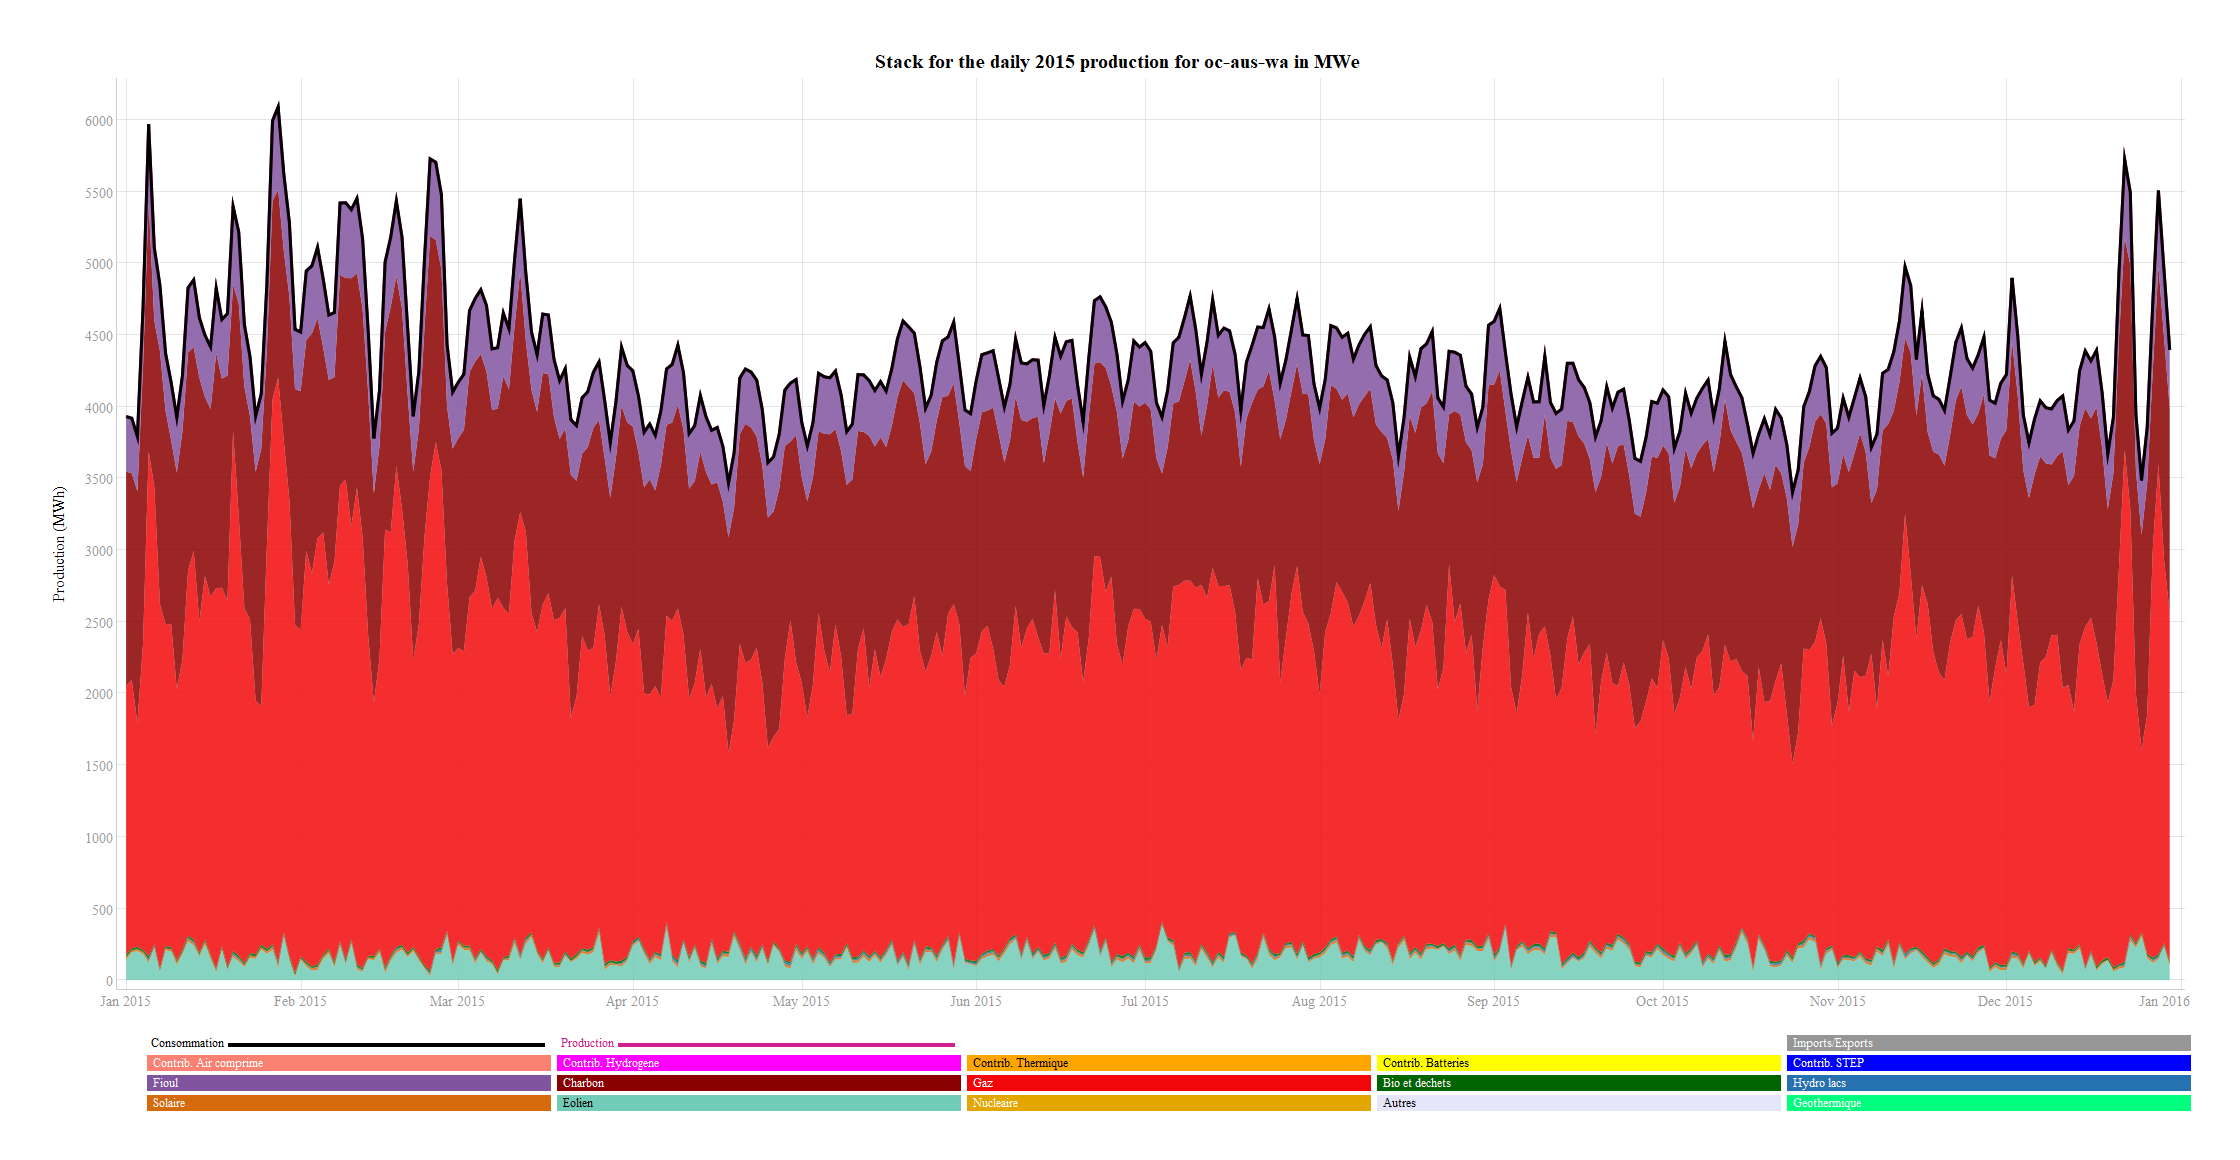 Stack for the daily 2015 production for oc-aus-wa in MWe
Production (MWh)
6000
5500
5000
4500
4000
3500
3000
2500
2000
1500
1000
500
0
Jan 2015 Feb 2015 Mar 2015 Apr 2015 May 2015 Jun 2015 Jul 2015 Aug 2015 Sep 2015 Oct 2015 Nov 2015 Dec 2015 Jan 2016
Consommation Production Imports/Exports
Contrib. Air comprime Contrib. Hydrogene Contrib. Thermique Contrib. Batteries Contrib. STEP
Fioul Charbon Gaz Bio et dechets Hydro lacs
Solaire Eolien Nucleaire Autres Geothermique